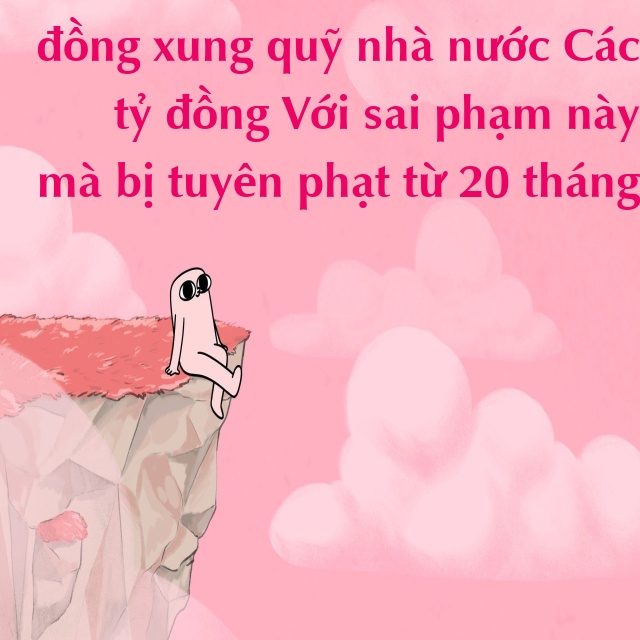 đồng xung quỹ nhà nước Các
tỷ đồng Với sai phạm này
mà bị tuyên phạt từ 20 tháng